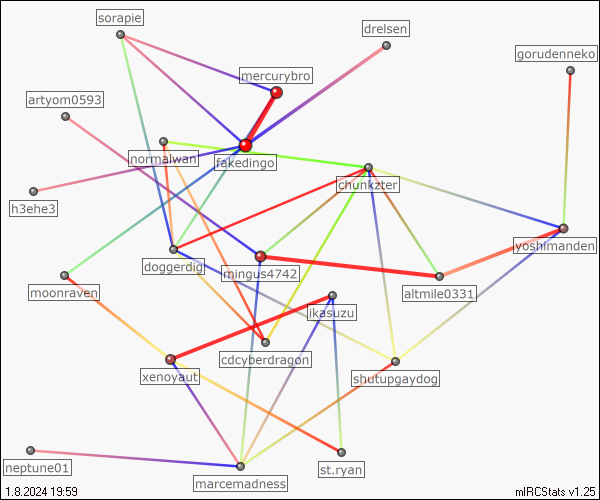 sorapie
drelsen
gorudenneko
mercurybro
artyom0593
normalwan
fakedingo
chunkzter
h3ehe3
yoshimanden
doggerdig
mingus4742
moonraven
altmile0331
ikasuzu
cdcyberdragon
xenoyaut
shutupgaydog
neptune01
st.ryan
marcemadness
1.8.2024 19:59
mIRCStats v1.25